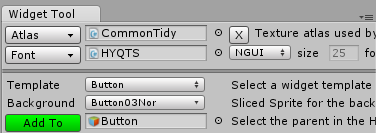 Widget Tool
Atlas CommonTidy X Texture atlas used by
Font HYQTS NGUI size 25 fo
Template Button Select a widget template
Background Button03Nor Sliced Sprite for the back
Add To Button Select the parent in the H